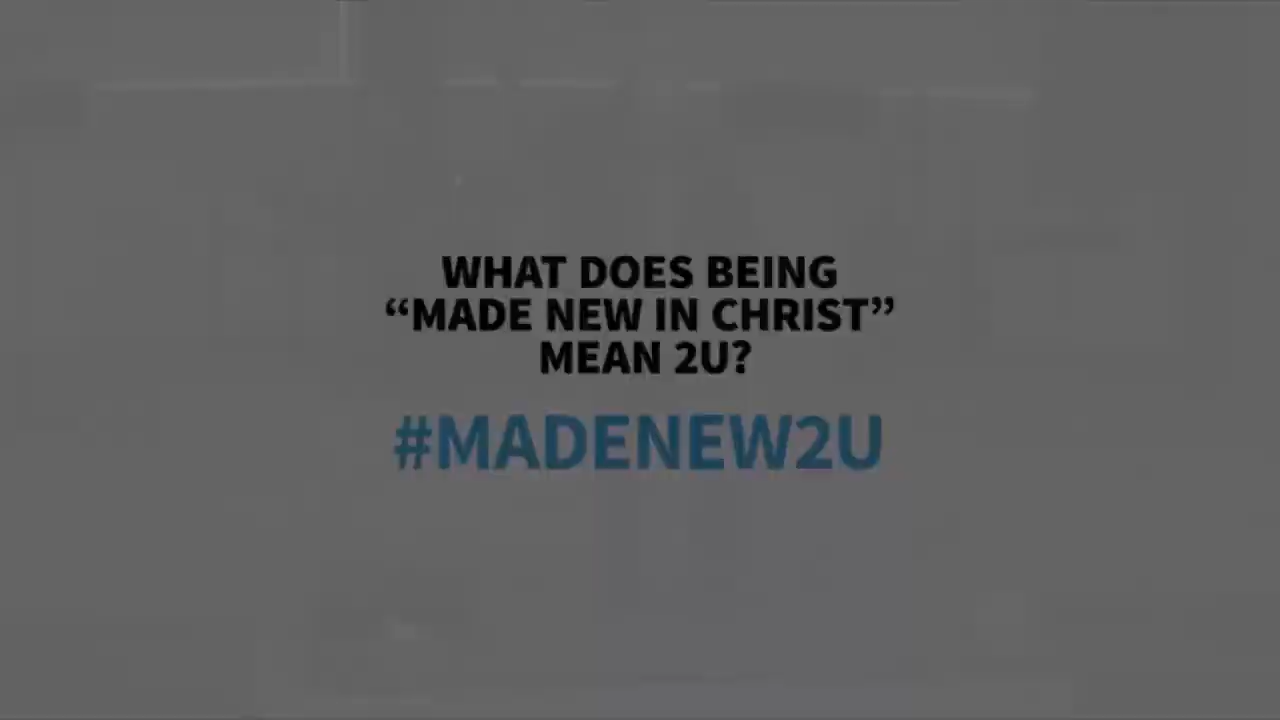 WHAT DOES BEING
“MADE NEW IN CHRIST”
MEAN 2U?
#MADENEW2U